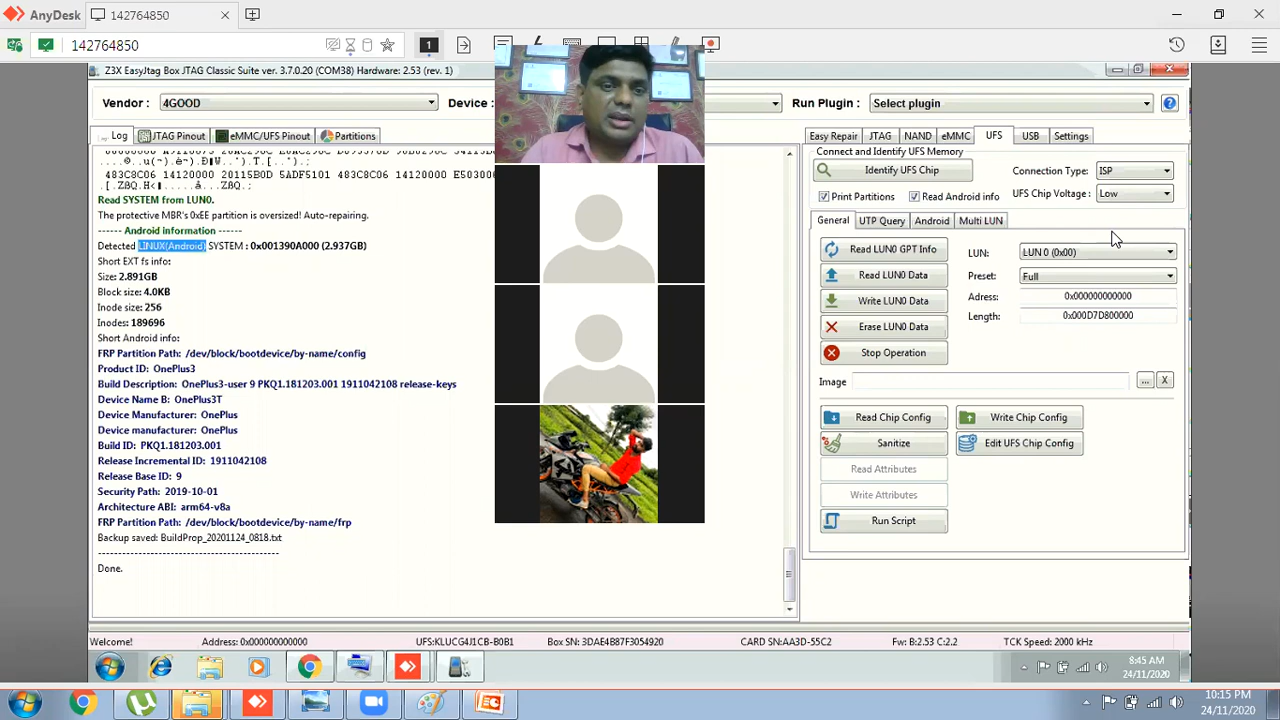 AnyDesk
142764850
142764850
1
Z3X EasyJtag Box JTAG Classic Suite ver. 3.7.0.20 (COM38) Hardware: 2.53 (rev. 1)
Vendor :
4GOOD
Device
Run Plugin :
Select plugin
Log
JTAG Pinout
eMMC/UFS Pinout
Partitions
Easy Repair
JTAG
NAND
eMMC
UFS
USB
Settings
483C8C06 14120000 20115B0D 5ADF5101 483C8C06 14120000 E503030
Read SYSTEM from LUN0.
The protective MBR's 0xEE partition is oversized! Auto-repairing.
------ Android information ------
Detected LINUX(Android) SYSTEM : 0x001390A000 (2.937GB)
Short EXT fs info:
Size: 2.891GB
Block size: 4.0KB
Inode size: 256
Inodes: 189696
Short Android info:
FRP Partition Path: /dev/block/bootdevice/by-name/config
Product ID: OnePlus3
Build Description: OnePlus3-user 9 PKQ1.181203.001 1911042108 release-keys
Device Name B: OnePlus3T
Device Manufacturer: OnePlus
Device manufacturer: OnePlus
Build ID: PKQ1.181203.001
Release Incremental ID: 1911042108
Release Base ID: 9
Security Path: 2019-10-01
Architecture ABI: arm64-v8a
FRP Partition Path: /dev/block/bootdevice/by-name/frp
Backup saved: BuildProp_20201124_0818.txt
Done.
Connect and Identify UFS Memory
Identify UFS Chip
Connection Type:
ISP
Print Partitions
Read Android info
UFS Chip Voltage :
Low
General
UTP Query
Android
Multi LUN
Read LUN0 GPT Info
LUN:
LUN 0 (0x00)
Read LUN0 Data
Preset:
Full
Write LUN0 Data
Adress:
0x000000000000
Erase LUN0 Data
Length:
0x000D7D800000
Stop Operation
Image
...
X
Read Chip Config
Write Chip Config
Sanitize
Edit UFS Chip Config
Read Attributes
Write Attributes
Run Script
Welcome!
Address: 0x000000000000
UFS:KLUCG4J1CB-B0B1
Box SN: 3DAE4B87F3054920
CARD SN:AA3D-55C2
Fw: B:2.53 C:2.2
TCK Speed: 2000 kHz
8:45 AM
24/11/2020
10:15 PM
24/11/2020